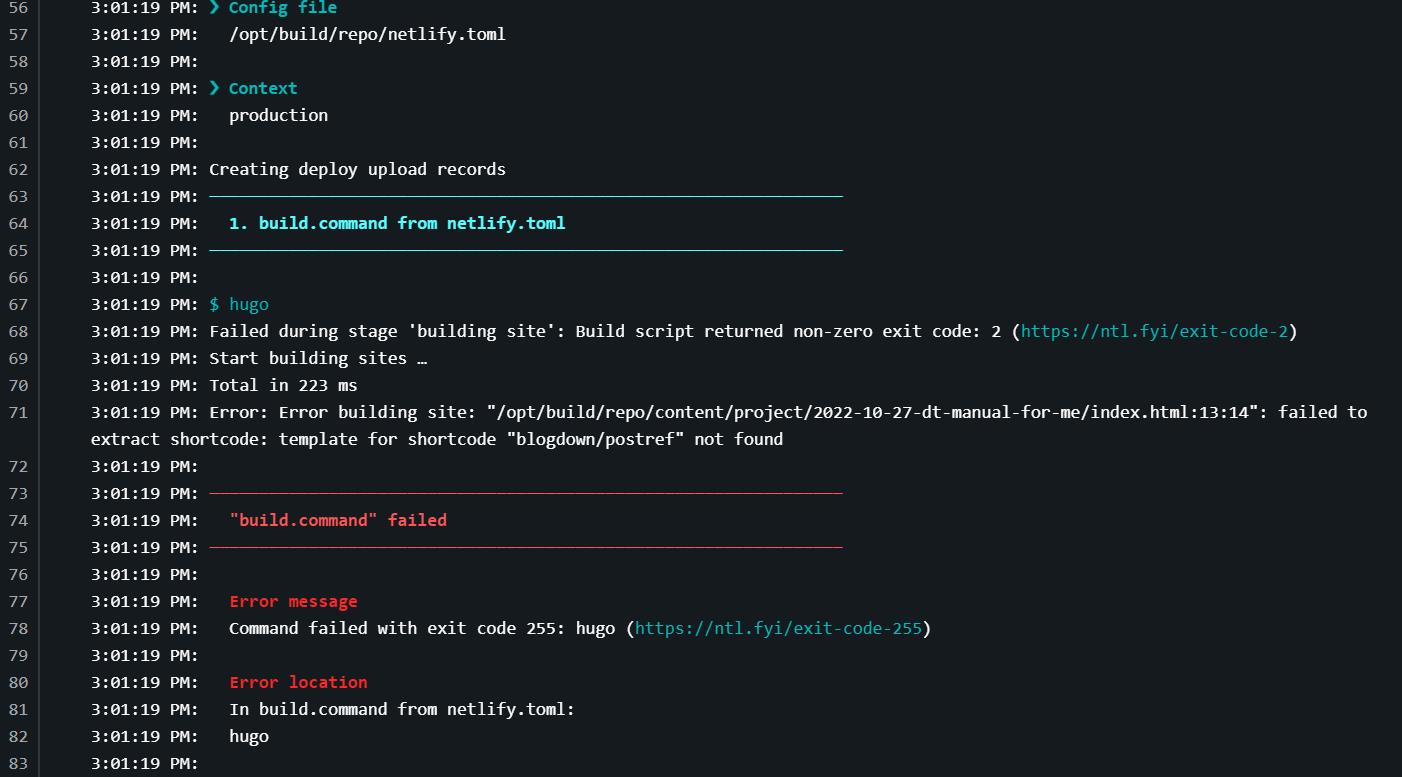 56 3:01:19 PM: ❯ Config file
57 3:01:19 PM: /opt/build/repo/netlify.toml
58 3:01:19 PM:
59 3:01:19 PM: ❯ Context
60 3:01:19 PM: production
61 3:01:19 PM:
62 3:01:19 PM: Creating deploy upload records
63 3:01:19 PM: ────────────────────────────────────────────────────────────────
64 3:01:19 PM: 1. build.command from netlify.toml
65 3:01:19 PM: ────────────────────────────────────────────────────────────────
66 3:01:19 PM:
67 3:01:19 PM: $ hugo
68 3:01:19 PM: Failed during stage 'building site': Build script returned non-zero exit code: 2 (https://ntl.fyi/exit-code-2)
69 3:01:19 PM: Start building sites …
70 3:01:19 PM: Total in 223 ms
71 3:01:19 PM: Error: Error building site: "/opt/build/repo/content/project/2022-10-27-dt-manual-for-me/index.html:13:14": failed to
extract shortcode: template for shortcode "blogdown/postref" not found
72 3:01:19 PM:
73 3:01:19 PM: ────────────────────────────────────────────────────────────────
74 3:01:19 PM: "build.command" failed
75 3:01:19 PM: ────────────────────────────────────────────────────────────────
76 3:01:19 PM:
77 3:01:19 PM: Error message
78 3:01:19 PM: Command failed with exit code 255: hugo (https://ntl.fyi/exit-code-255)
79 3:01:19 PM:
80 3:01:19 PM: Error location
81 3:01:19 PM: In build.command from netlify.toml:
82 3:01:19 PM: hugo
83 3:01:19 PM: